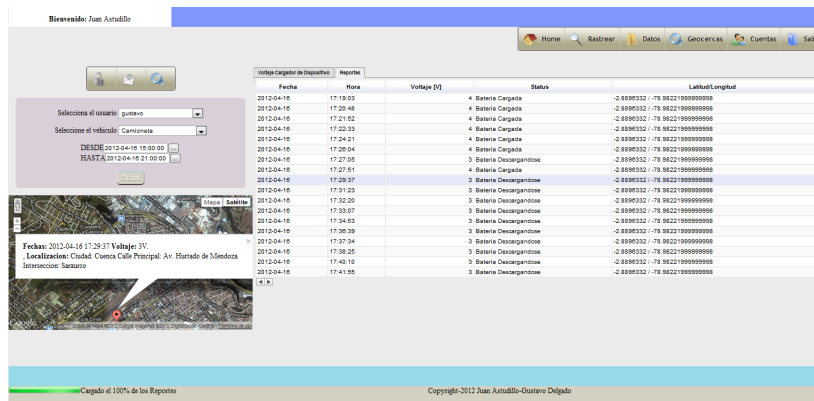 Bienvenido: Juan Astudillo
Home Rastrear Datos Geocercas Cuentas Sali
Voltaje Cargador de Dispositivo Reportes
Selecciona el usuario gustavo
Seleccione el vehiculo Camioneta
DESDE 2012-04-16 15:00:00 ...
HASTA 2012-04-16 21:00:00 ...
Fecha Hora Voltaje [V] Status Latitud/Longitud
2012-04-16 17:19:03 4 Bateria Cargada -2.8896332 / -78.98221999999998
2012-04-16 17:20:48 4 Bateria Cargada -2.8896332 / -78.98221999999998
2012-04-16 17:21:52 4 Bateria Cargada -2.8896332 / -78.98221999999998
2012-04-16 17:22:33 4 Bateria Cargada -2.8896332 / -78.98221999999998
2012-04-16 17:24:21 4 Bateria Cargada -2.8896332 / -78.98221999999998
2012-04-16 17:26:04 4 Bateria Cargada -2.8896332 / -78.98221999999998
2012-04-16 17:27:05 3 Bateria Descargandose -2.8896332 / -78.98221999999998
2012-04-16 17:27:51 4 Bateria Cargada -2.8896332 / -78.98221999999998
2012-04-16 17:29:37 3 Bateria Descargandose -2.8896332 / -78.98221999999998
2012-04-16 17:31:23 3 Bateria Descargandose -2.8896332 / -78.98221999999998
2012-04-16 17:32:20 3 Bateria Descargandose -2.8896332 / -78.98221999999998
2012-04-16 17:33:07 3 Bateria Descargandose -2.8896332 / -78.98221999999998
2012-04-16 17:34:53 3 Bateria Descargandose -2.8896332 / -78.98221999999998
2012-04-16 17:36:39 3 Bateria Descargandose -2.8896332 / -78.98221999999998
2012-04-16 17:37:34 3 Bateria Descargandose -2.8896332 / -78.98221999999998
2012-04-16 17:38:25 3 Bateria Descargandose -2.8896332 / -78.98221999999998
2012-04-16 17:40:10 3 Bateria Descargandose -2.8896332 / -78.98221999999998
2012-04-16 17:41:55 3 Bateria Descargandose -2.8896332 / -78.98221999999998
Mapa Satélite
Fechas: 2012-04-16 17:29:37 Voltaje: 3V.
, Localizacion: Ciudad: Cuenca Calle Principal: Av. Hurtado de Mendoza
Interseccion: Saraurco
Google
Cargado el 100% de los Reportes
Copyright-2012 Juan Astudillo-Gustavo Delgado